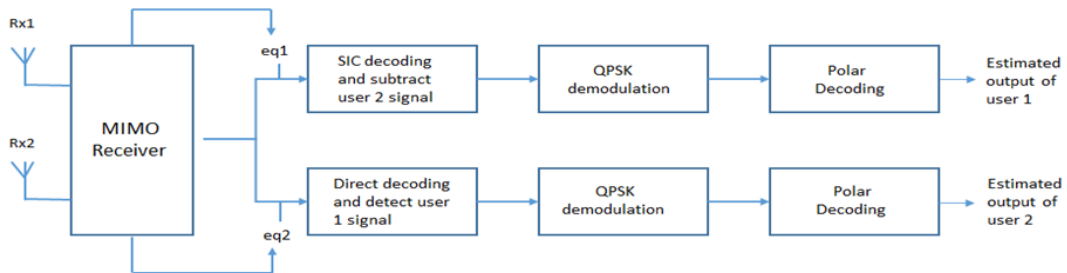 Rx1
Rx2
MIMO
Receiver
eq1
SIC decoding
and subtract
user 2 signal
QPSK
demodulation
Polar
Decoding
Estimated
output of
user 1
Direct decoding
and detect user
1 signal
eq2
QPSK
demodulation
Polar
Decoding
Estimated
output of
user 2